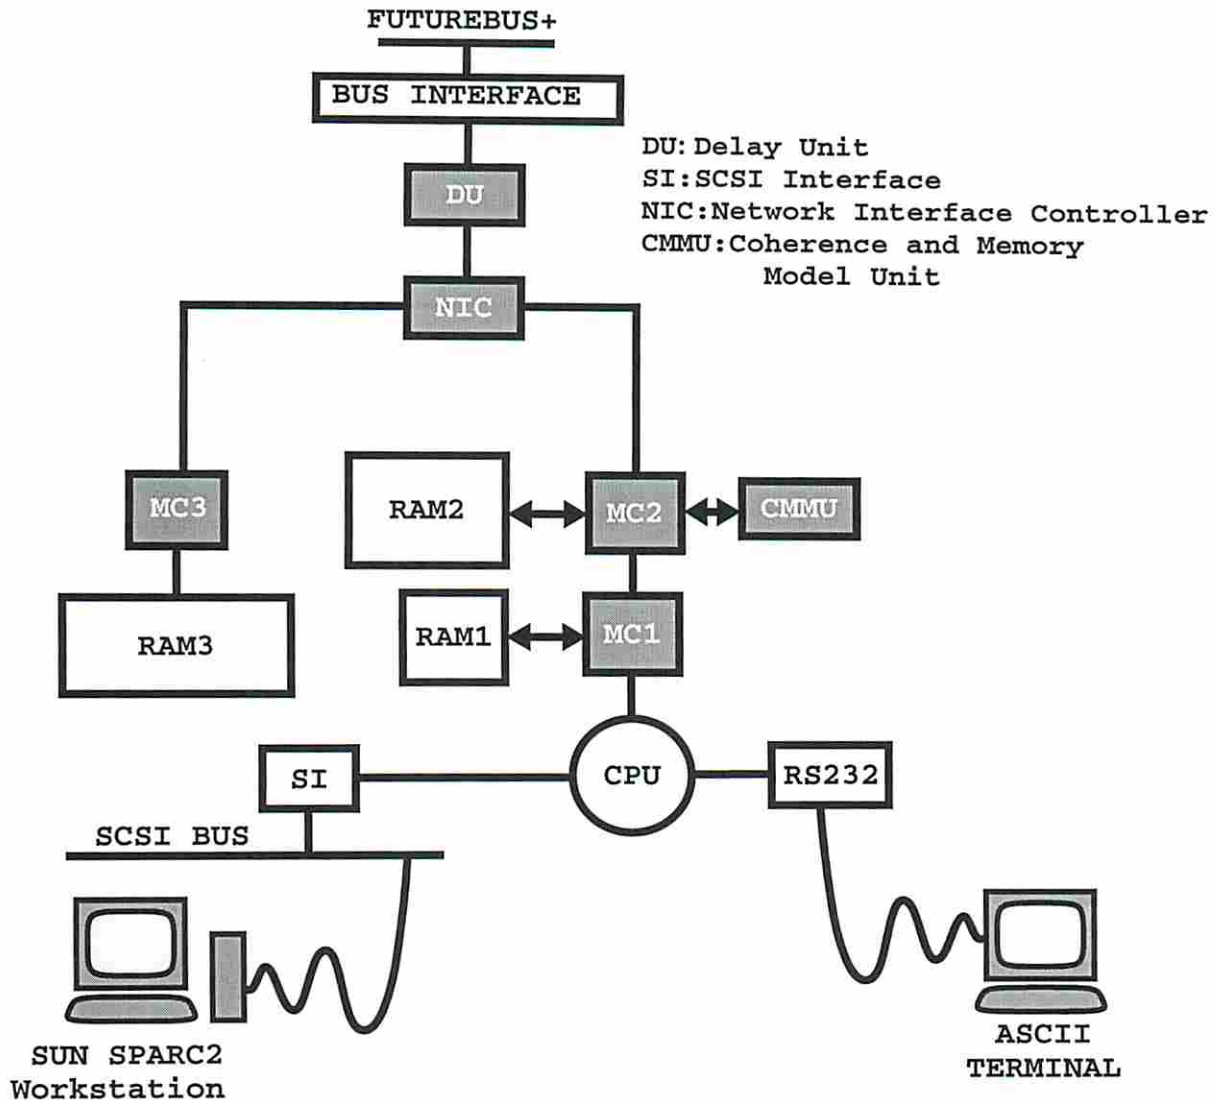 FUTUREBUS+
BUS INTERFACE
DU: Delay Unit
SI:SCSI Interface
NIC:Network Interface Controller
CMMU:Coherence and Memory
Model Unit
DU
NIC
MC3
RAM2
MC2
CMMU
RAM3
RAM1
MC1
SI
CPU
RS232
SCSI BUS
SUN SPARC2
Workstation
ASCII
TERMINAL